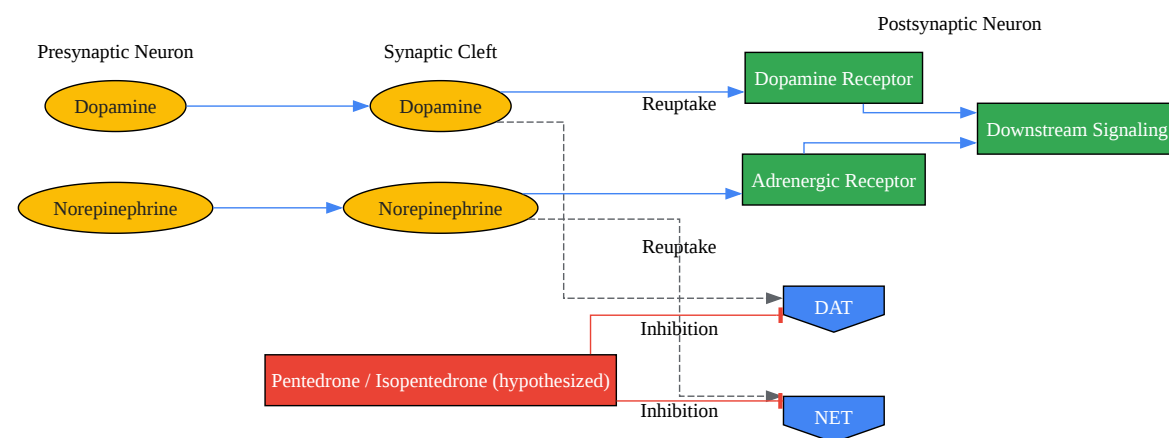 Postsynaptic Neuron
Presynaptic Neuron
Synaptic Cleft
Dopamine
Dopamine
Dopamine Receptor
Reuptake
Downstream Signaling
Adrenergic Receptor
Norepinephrine
Norepinephrine
Reuptake
DAT
Inhibition
Pentedrone / Isopentedrone (hypothesized)
Inhibition
NET